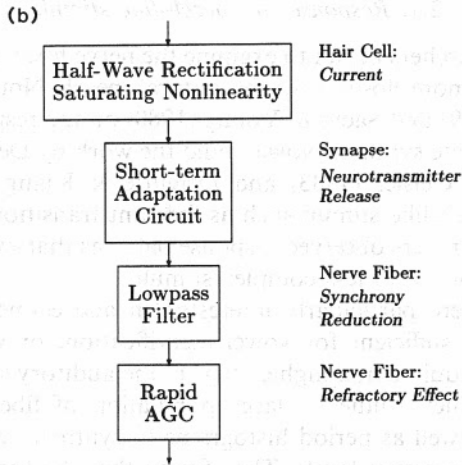 (b)
Half-Wave Rectification
Saturating Nonlinearity
Hair Cell:
Current
Short-term
Adaptation
Circuit
Synapse:
Neurotransmitter
Release
Lowpass
Filter
Nerve Fiber:
Synchrony
Reduction
Rapid
AGC
Nerve Fiber:
Refractory Effect